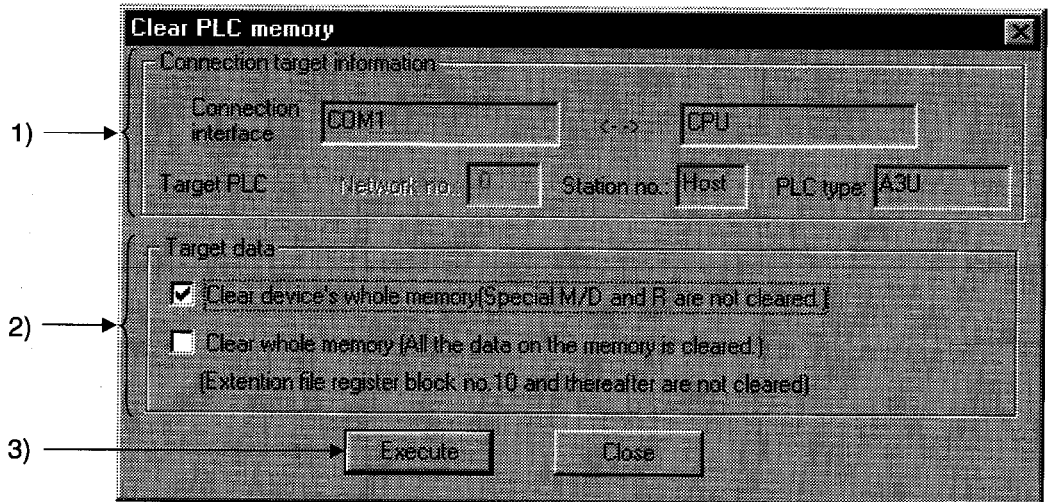 Clear PLC memory
Connection target information
Connection interface COM1 <--> CPU
1)
Target PLC Network no. 0 Station no.: Host PLC type: A3U
Target data
Clear device's whole memory(Special M/D and R are not cleared.)
2)
Clear whole memory (All the data on the memory is cleared.)
(Extention file register block no.10 and thereafter are not cleared)
3)
Execute Close